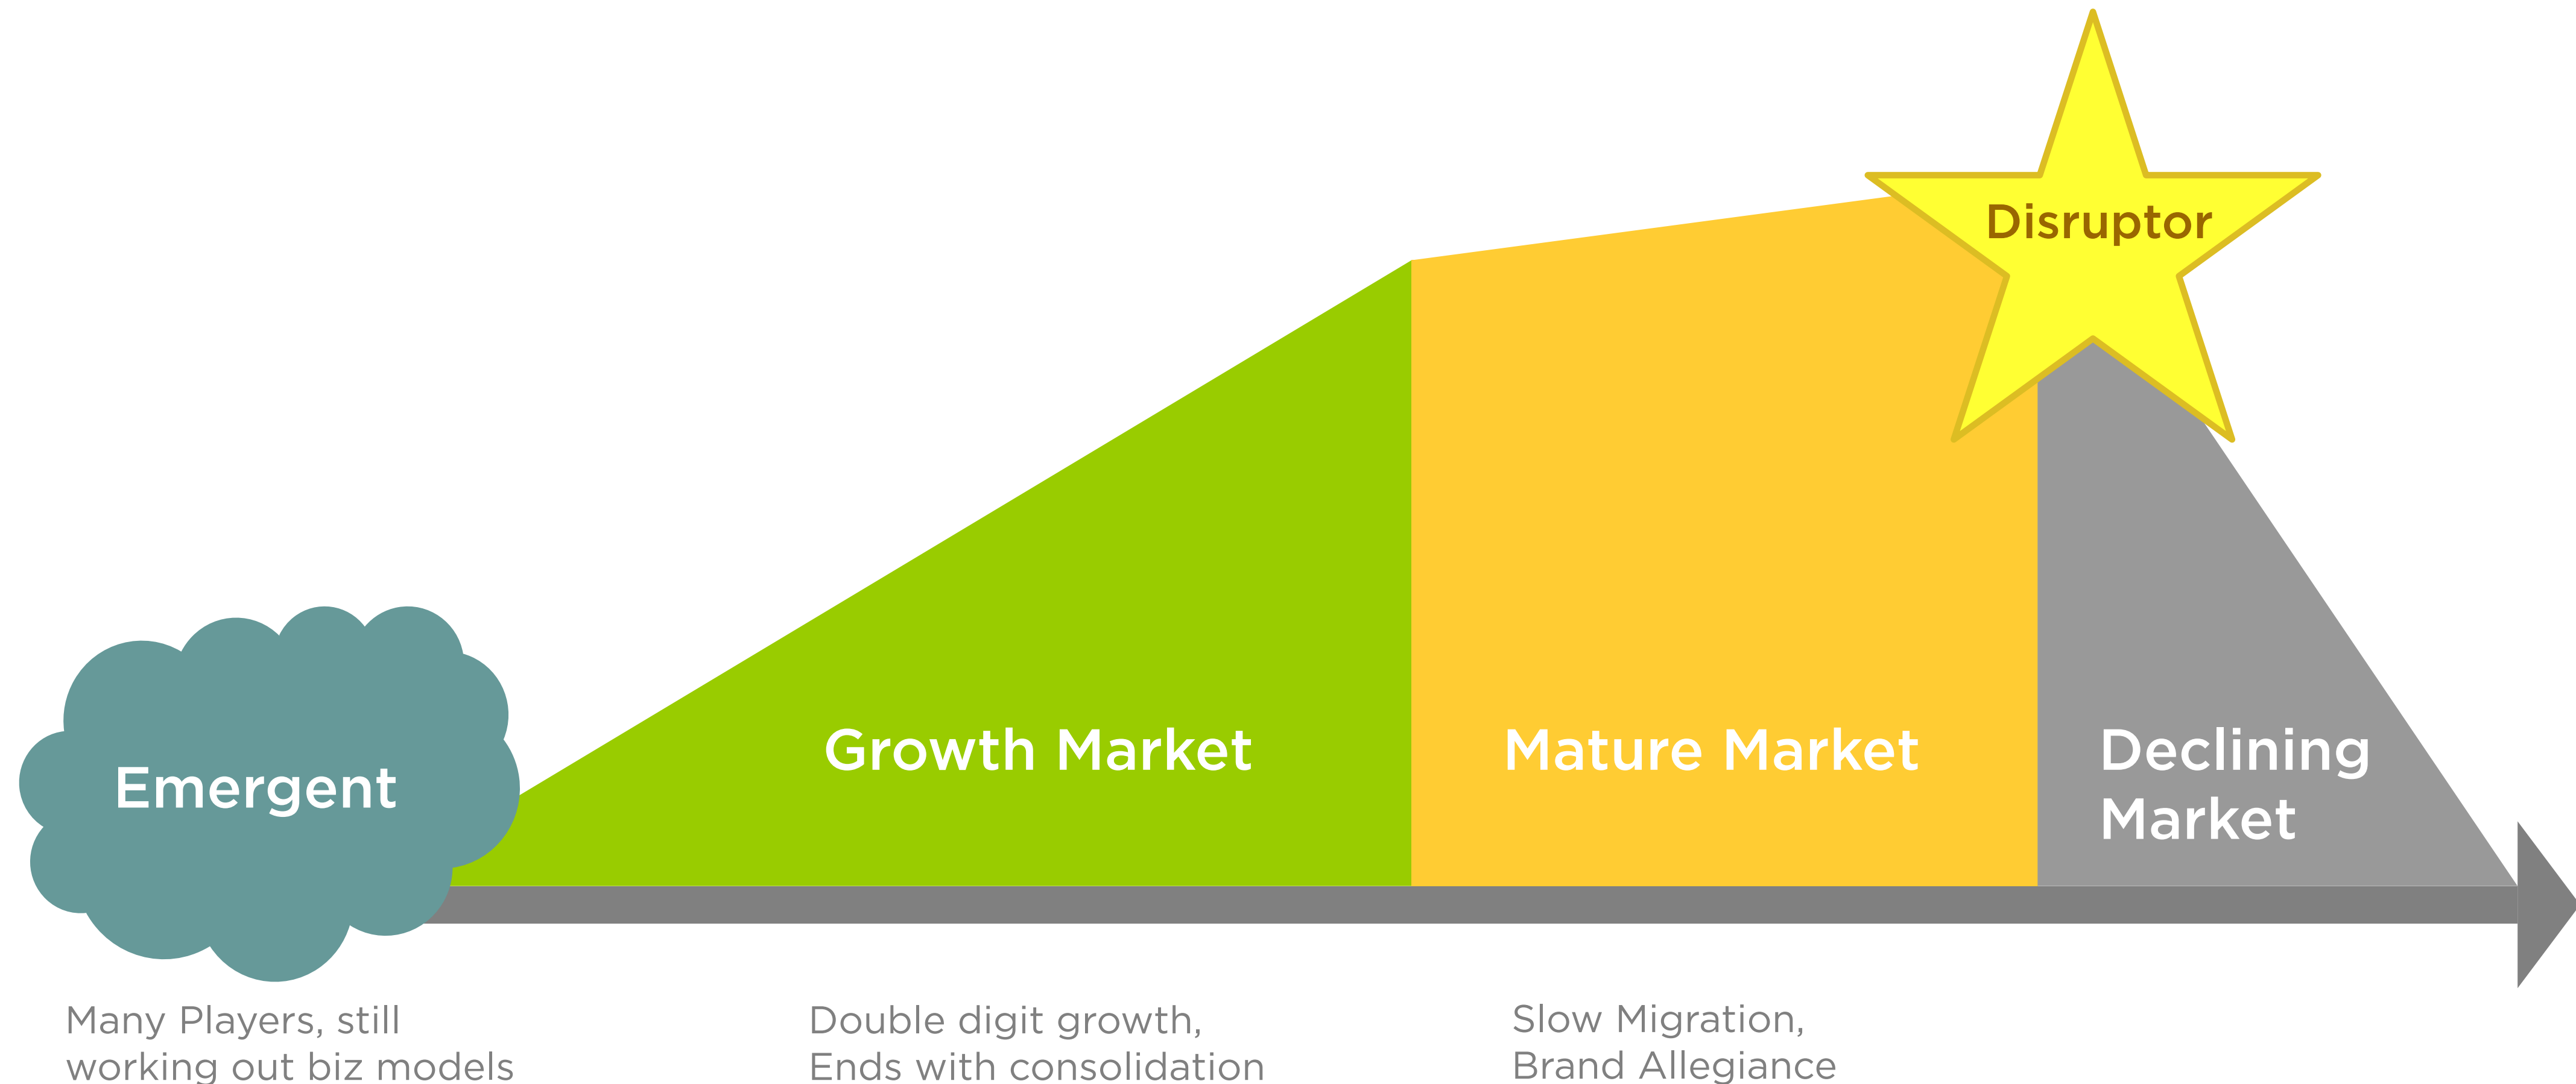 Disruptor
Emergent
Growth Market
Mature Market
Declining
Market
Many Players, still
working out biz models
Double digit growth,
Ends with consolidation
Slow Migration,
Brand Allegiance